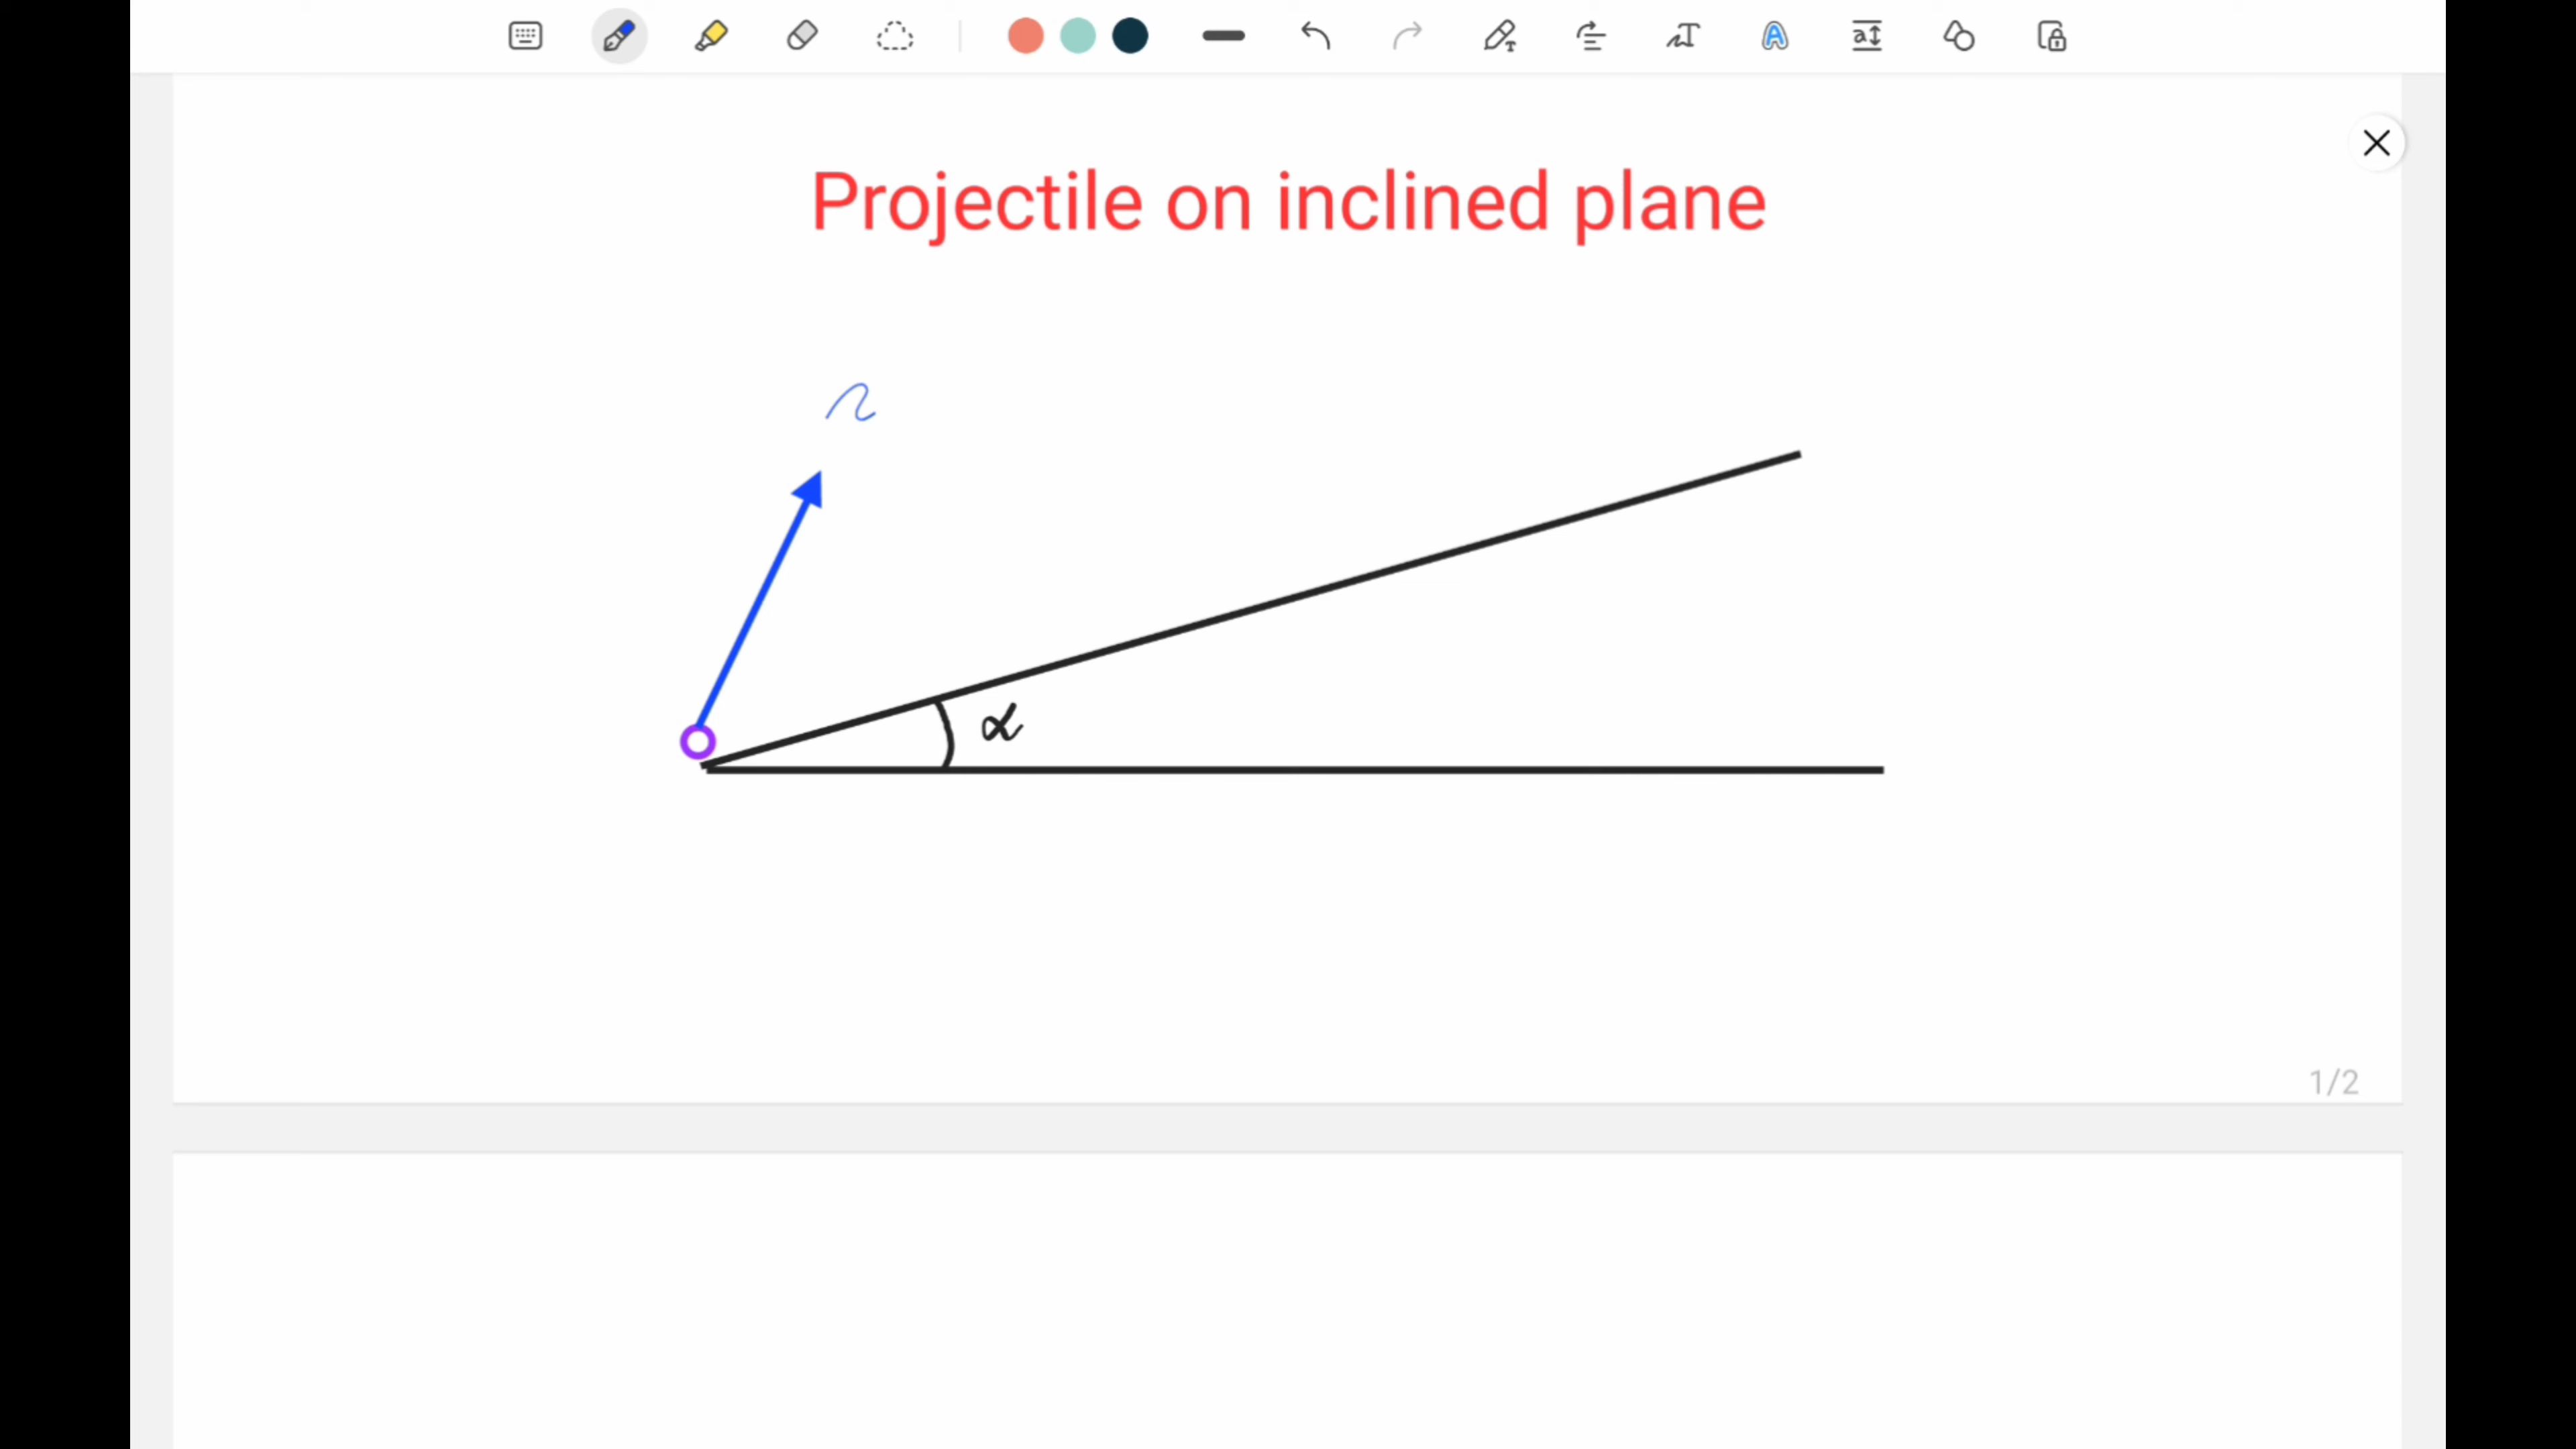 Projectile on inclined plane
α
1/2